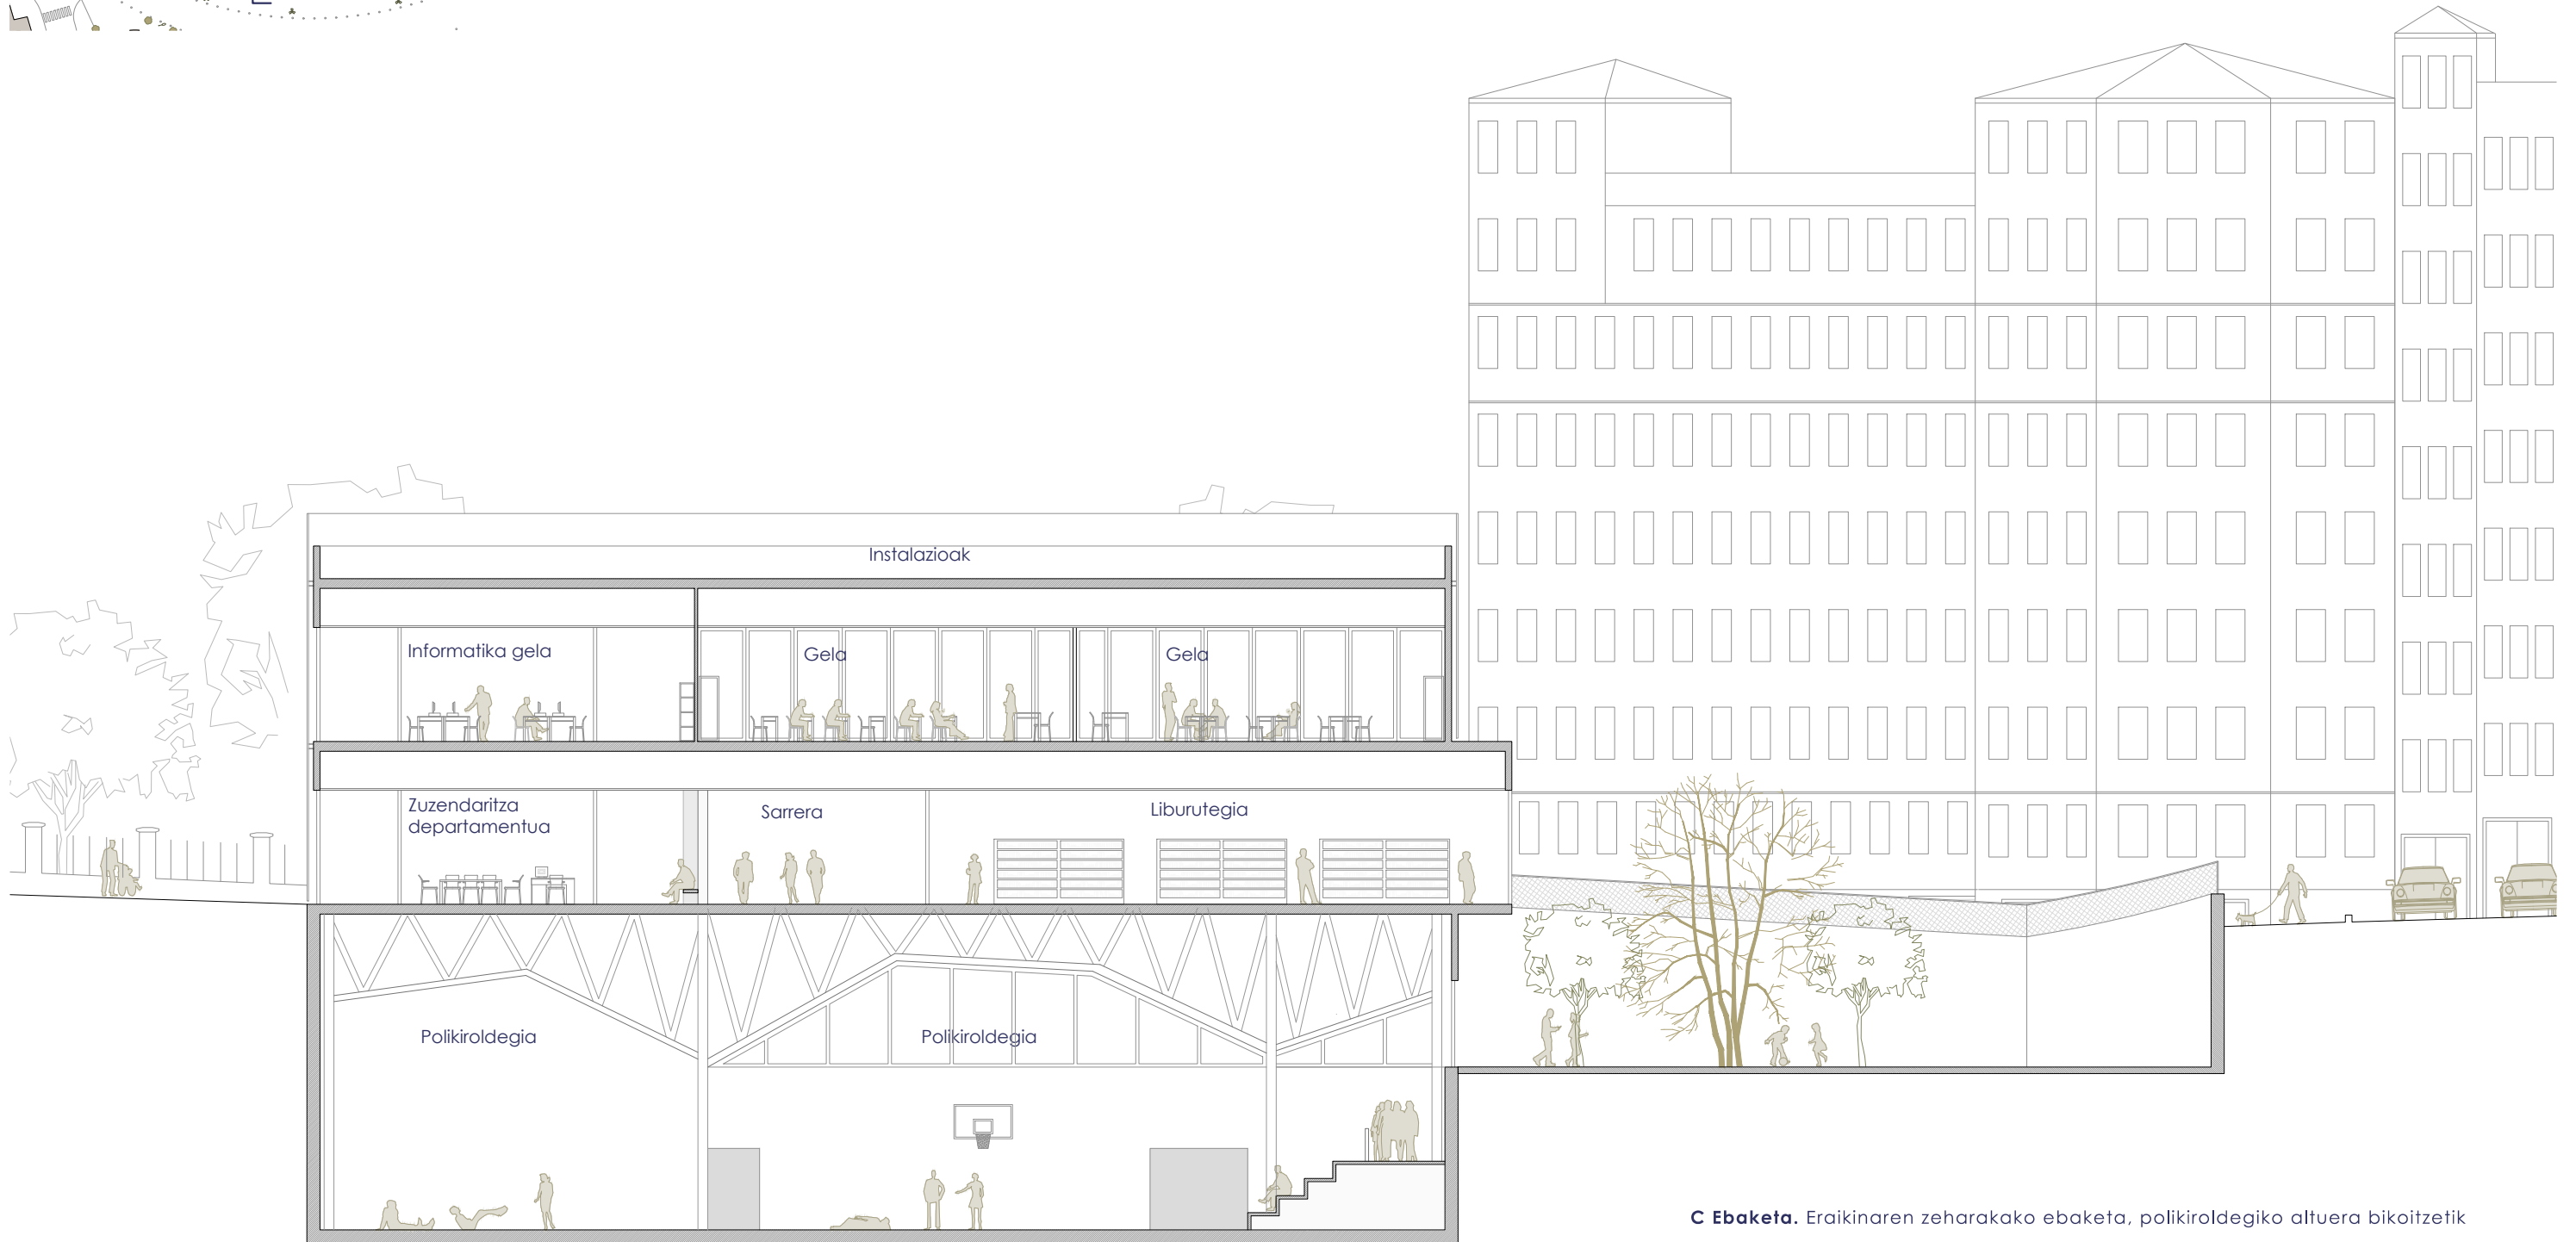 Instalazioak
Informatika gela
Gela
Gela
Zuzendaritza
departamentua
Sarrera
Liburutegia
Polikiroldegia
Polikiroldegia
C Ebaketa. Eraikinaren zeharakako ebaketa, polikiroldegiko altuera bikoitzetik